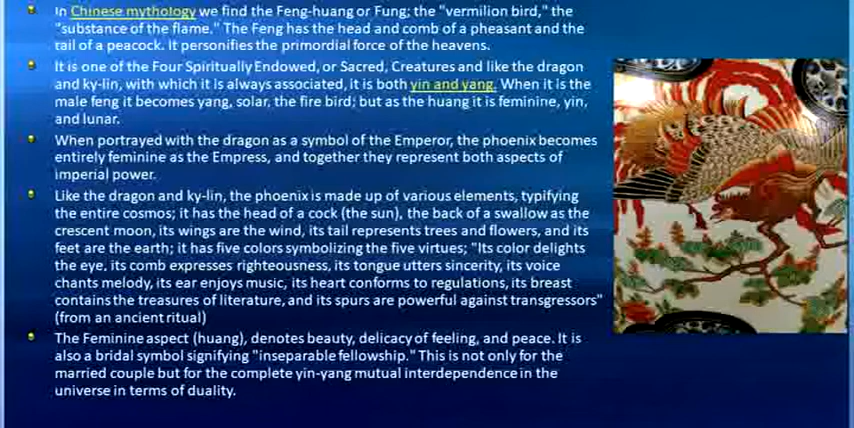 In Chinese mythology we find the Feng-huang or Fung; the "vermilion bird," the
"substance of the flame." The Feng has the head and comb of a pheasant and the
tail of a peacock. It personifies the primordial force of the heavens.
It is one of the Four Spiritually Endowed, or Sacred, Creatures and like the dragon
and ky-lin, with which it is always associated, it is both yin and yang. When it is the
male feng it becomes yang, solar, the fire bird; but as the huang it is feminine, yin,
and lunar.
When portrayed with the dragon as a symbol of the Emperor, the phoenix becomes
entirely feminine as the Empress, and together they represent both aspects of
imperial power.
Like the dragon and ky-lin, the phoenix is made up of various elements, typifying
the entire cosmos; it has the head of a cock (the sun), the back of a swallow as the
crescent moon, its wings are the wind, its tail represents trees and flowers, and its
feet are the earth; it has five colors symbolizing the five virtues; "Its color delights
the eye, its comb expresses righteousness, its tongue utters sincerity, its voice
chants melody, its ear enjoys music, its heart conforms to regulations, its breast
contains the treasures of literature, and its spurs are powerful against transgressors"
(from an ancient ritual)
The Feminine aspect (huang), denotes beauty, delicacy of feeling, and peace. It is
also a bridal symbol signifying "inseparable fellowship." This is not only for the
married couple but for the complete yin-yang mutual interdependence in the
universe in terms of duality.